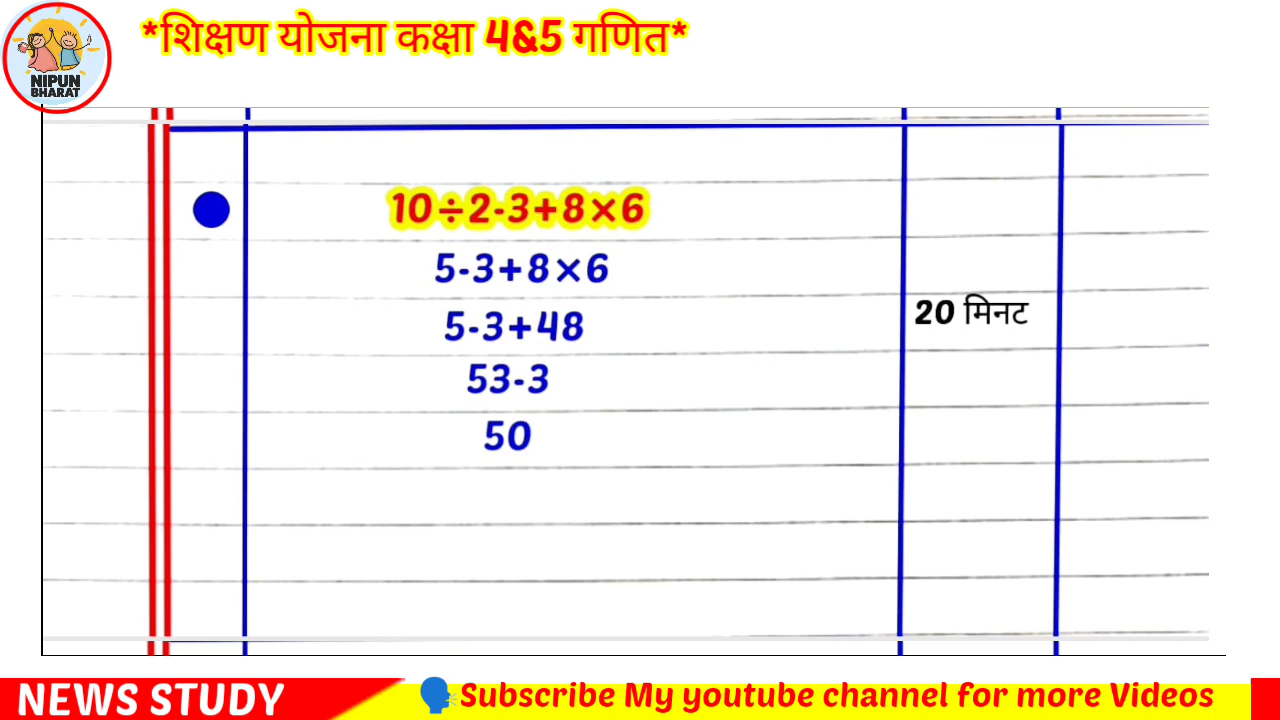 *शिक्षण योजना कक्षा 4&5 गणित*
NIPUN
BHARAT
10÷2-3+8×6
5-3+8×6
5-3+48
20 मिनट
53-3
50
NEWS STUDY
Subscribe My youtube channel for more Videos